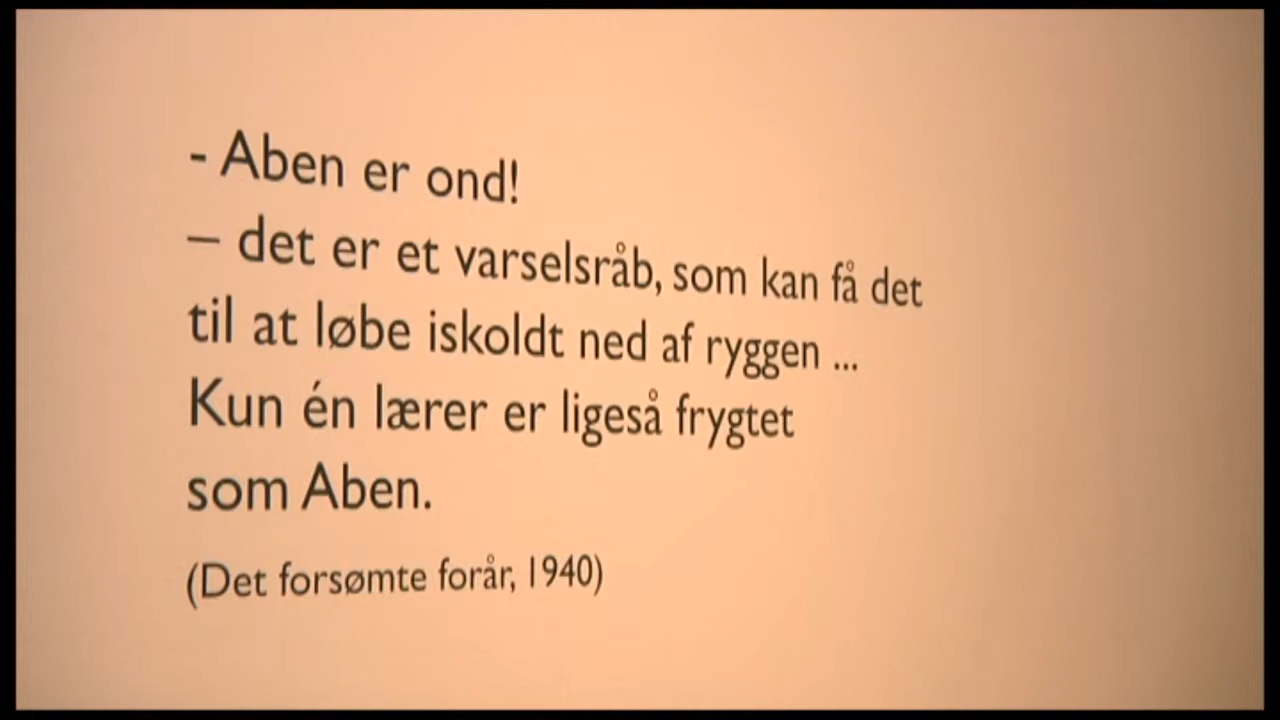 - Aben er ond!
– det er et varselsråb, som kan få det
til at løbe iskoldt ned af ryggen ...
Kun én lærer er ligeså frygtet
som Aben.
(Det forsømte forår, 1940)